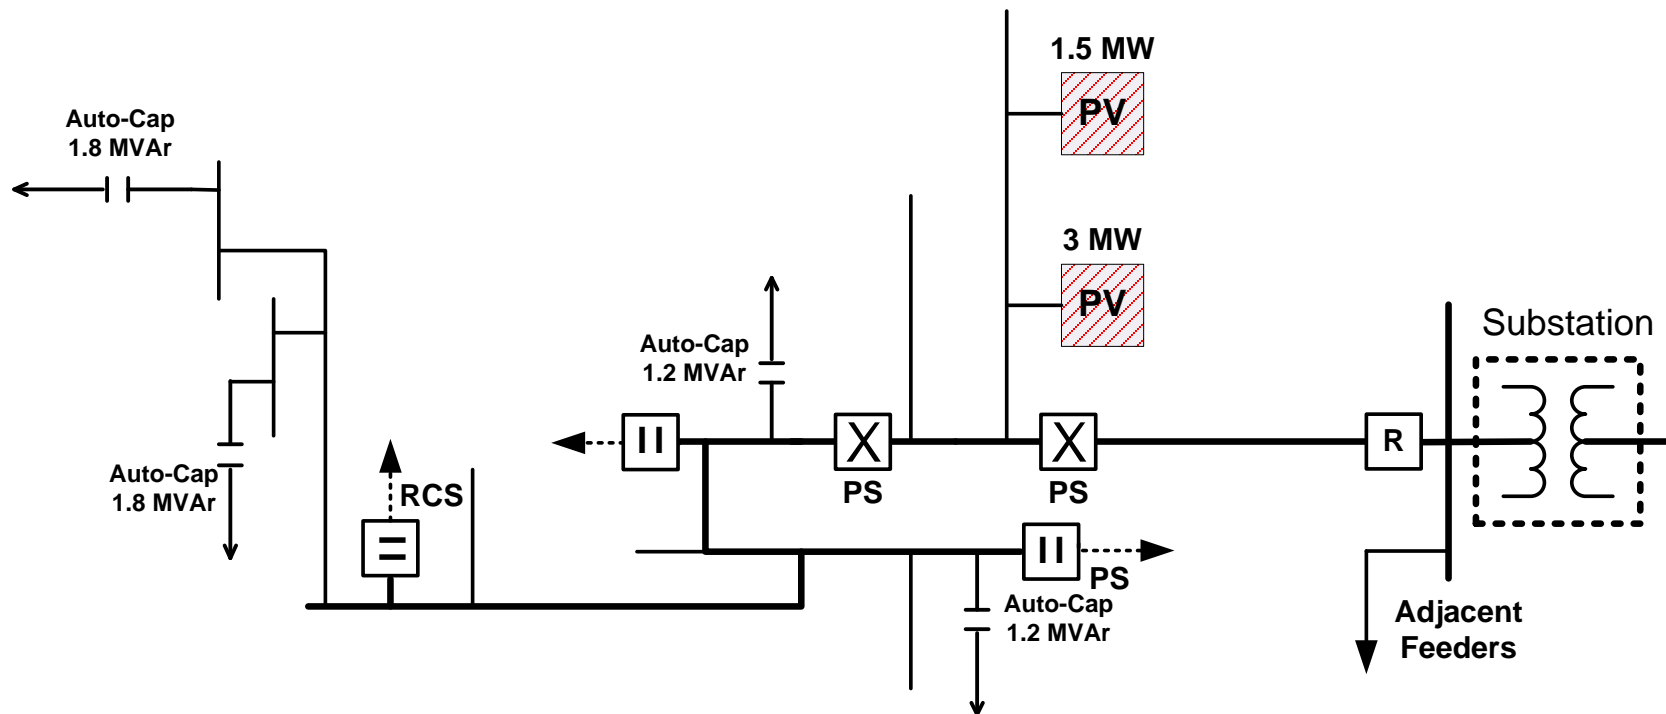 1.5 MW
PV
Auto-Cap
1.8 MVAr
3 MW
PV
Substation
Auto-Cap
1.2 MVAr
R
X
X
PS
PS
Auto-Cap
1.8 MVAr
RCS
PS
Auto-Cap
1.2 MVAr
Adjacent
Feeders